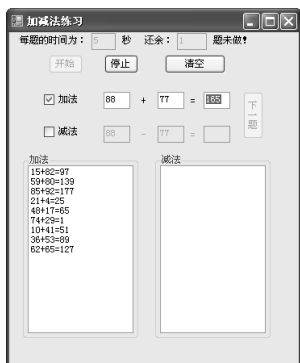 加减法练习
每题的时间为： 5 秒 还余： 1 题未做！
开始 停止 清空
加法 88 + 77 = 165
下一题
减法 88 - 77 =
加法 减法
15+82=97
59+80=139
85+92=177
21+4=25
48+17=65
74+29=1
10+41=51
36+53=89
62+65=127